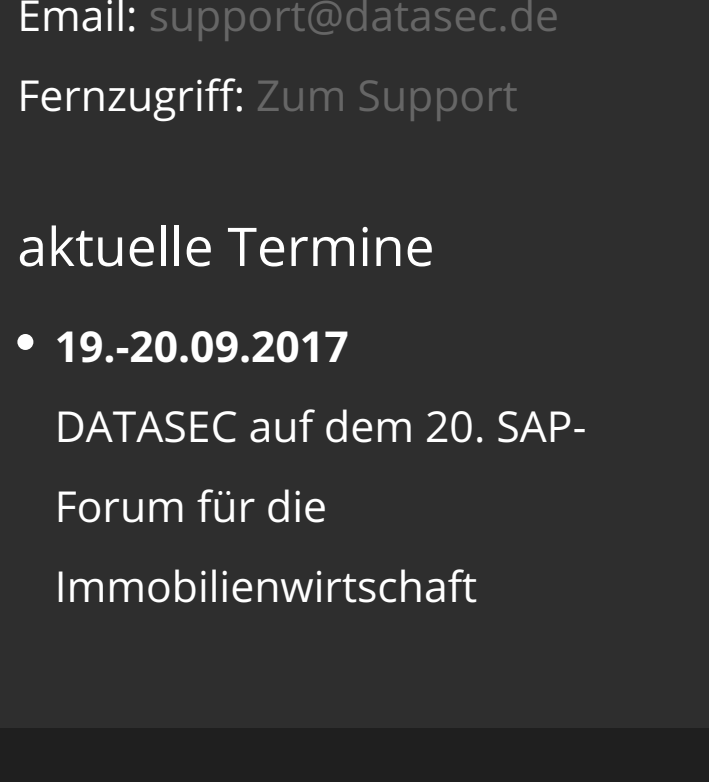 Email: support@datasec.de
Fernzugriff: Zum Support
aktuelle Termine
• 19.-20.09.2017
DATASEC auf dem 20. SAP-
Forum für die
Immobilienwirtschaft